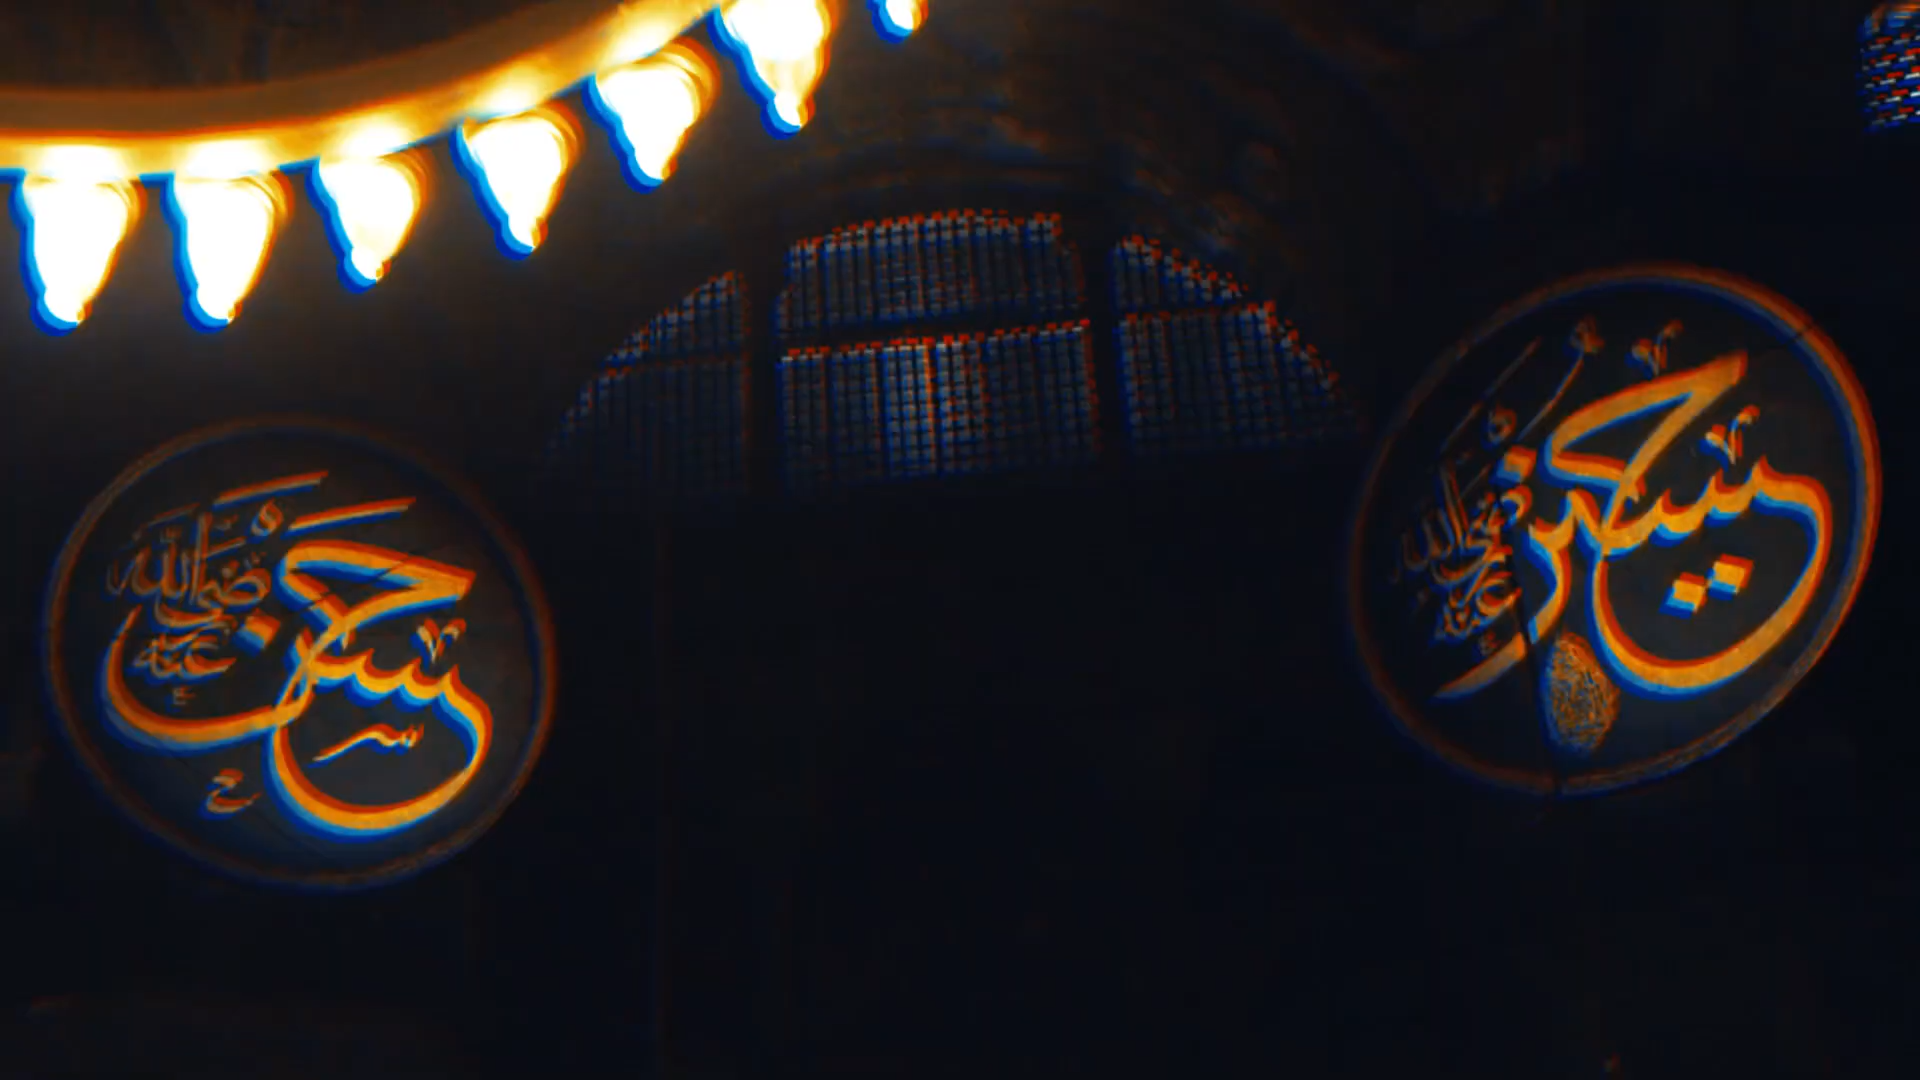 حسين
رضي الله
عنه
حسن
رضي الله
عنه